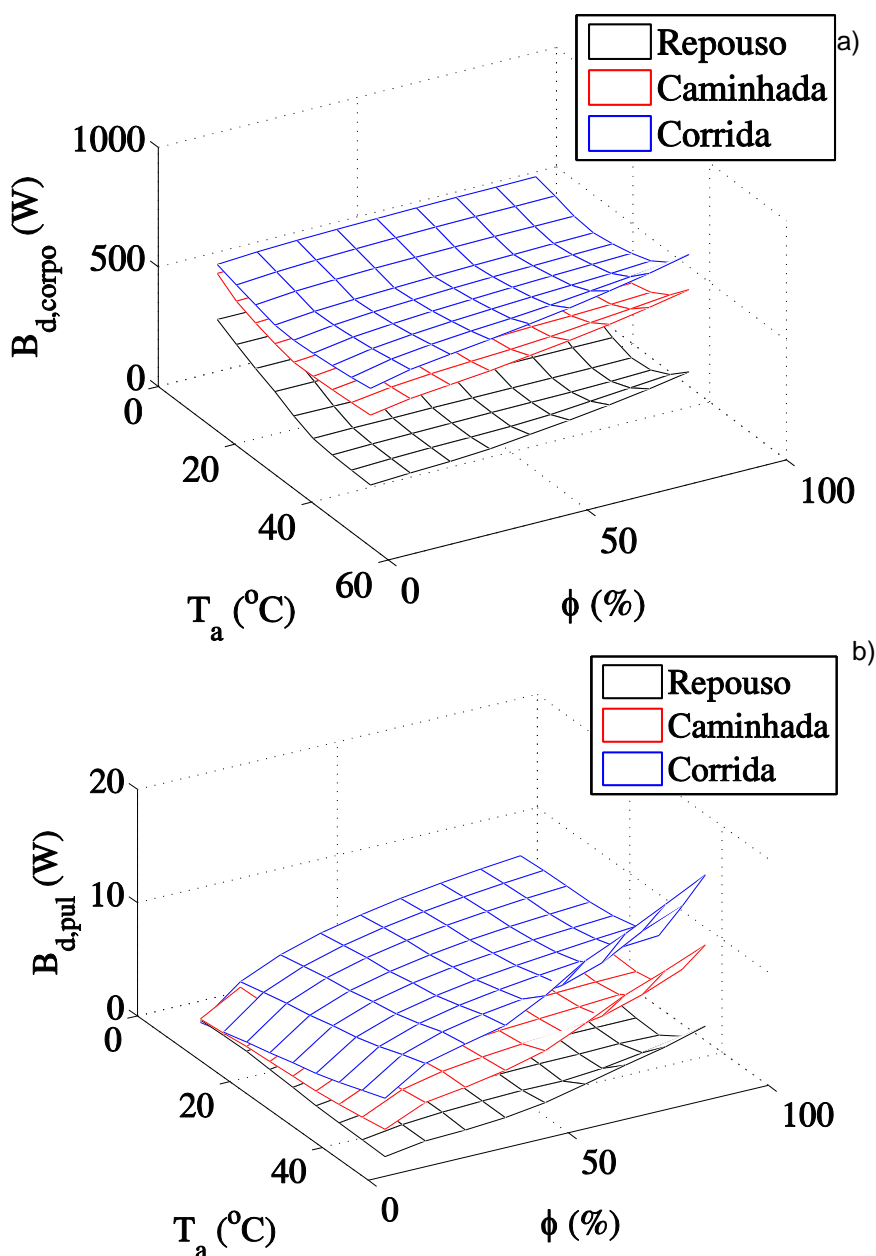 a)
Repouso
Caminhada
Corrida
1000
500
0
B_d,corpo (W)
0
20
40
60
T_a (°C)
0
50
100
ϕ (%)
b)
Repouso
Caminhada
Corrida
20
10
0
B_d,pul (W)
0
20
40
T_a (°C)
0
50
100
ϕ (%)